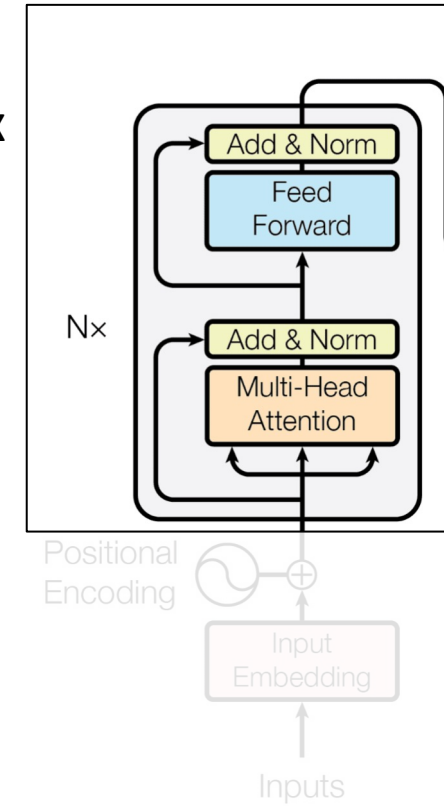 Add & Norm
Feed
Forward
N×
Add & Norm
Multi-Head
Attention
Positional
Encoding
Input
Embedding
Inputs